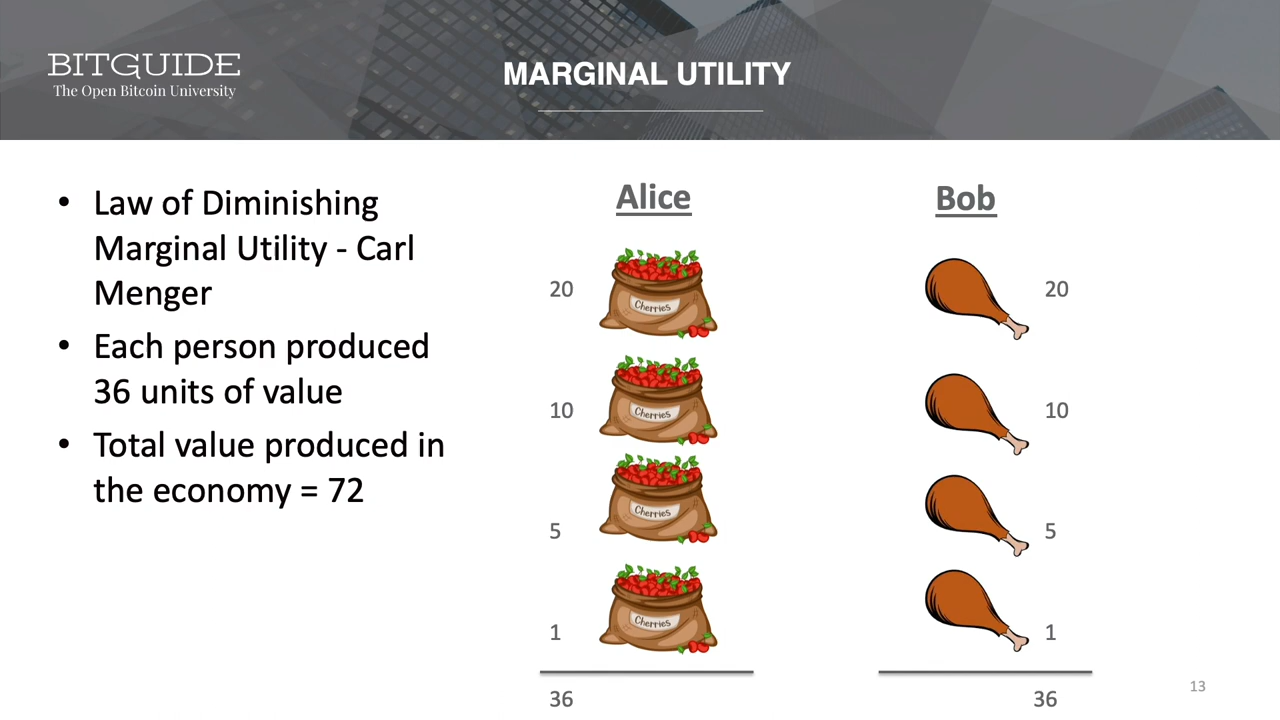 BITGUIDE
The Open Bitcoin University
MARGINAL UTILITY
• Law of Diminishing
Marginal Utility - Carl
Menger
• Each person produced
36 units of value
• Total value produced in
the economy = 72
Alice
20
Cherries
10
Cherries
5
Cherries
1
Cherries
36
Bob
20
10
5
1
36
13